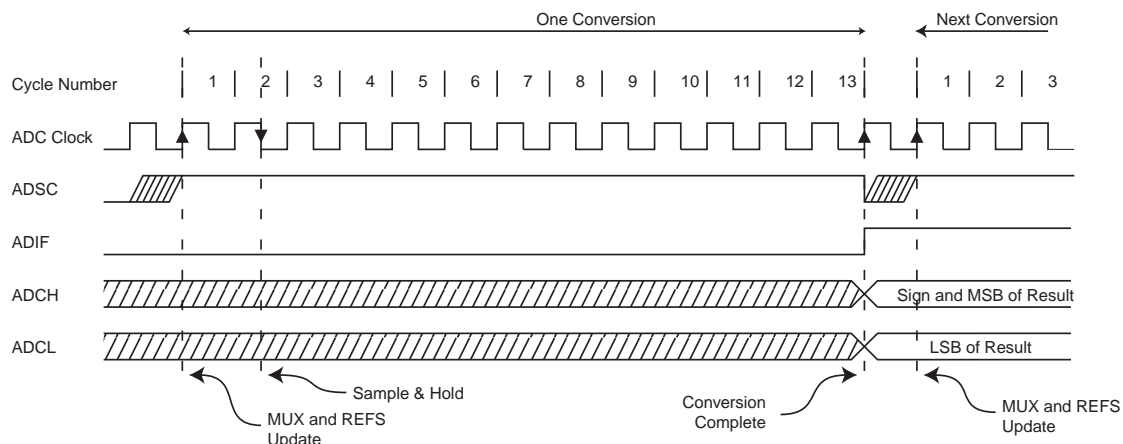 One Conversion
Next Conversion
Cycle Number
1 2 3 4 5 6 7 8 9 10 11 12 13 1 2 3
ADC Clock
ADSC
ADIF
ADCH
Sign and MSB of Result
ADCL
LSB of Result
Sample & Hold
MUX and REFS
Update
Conversion
Complete
MUX and REFS
Update